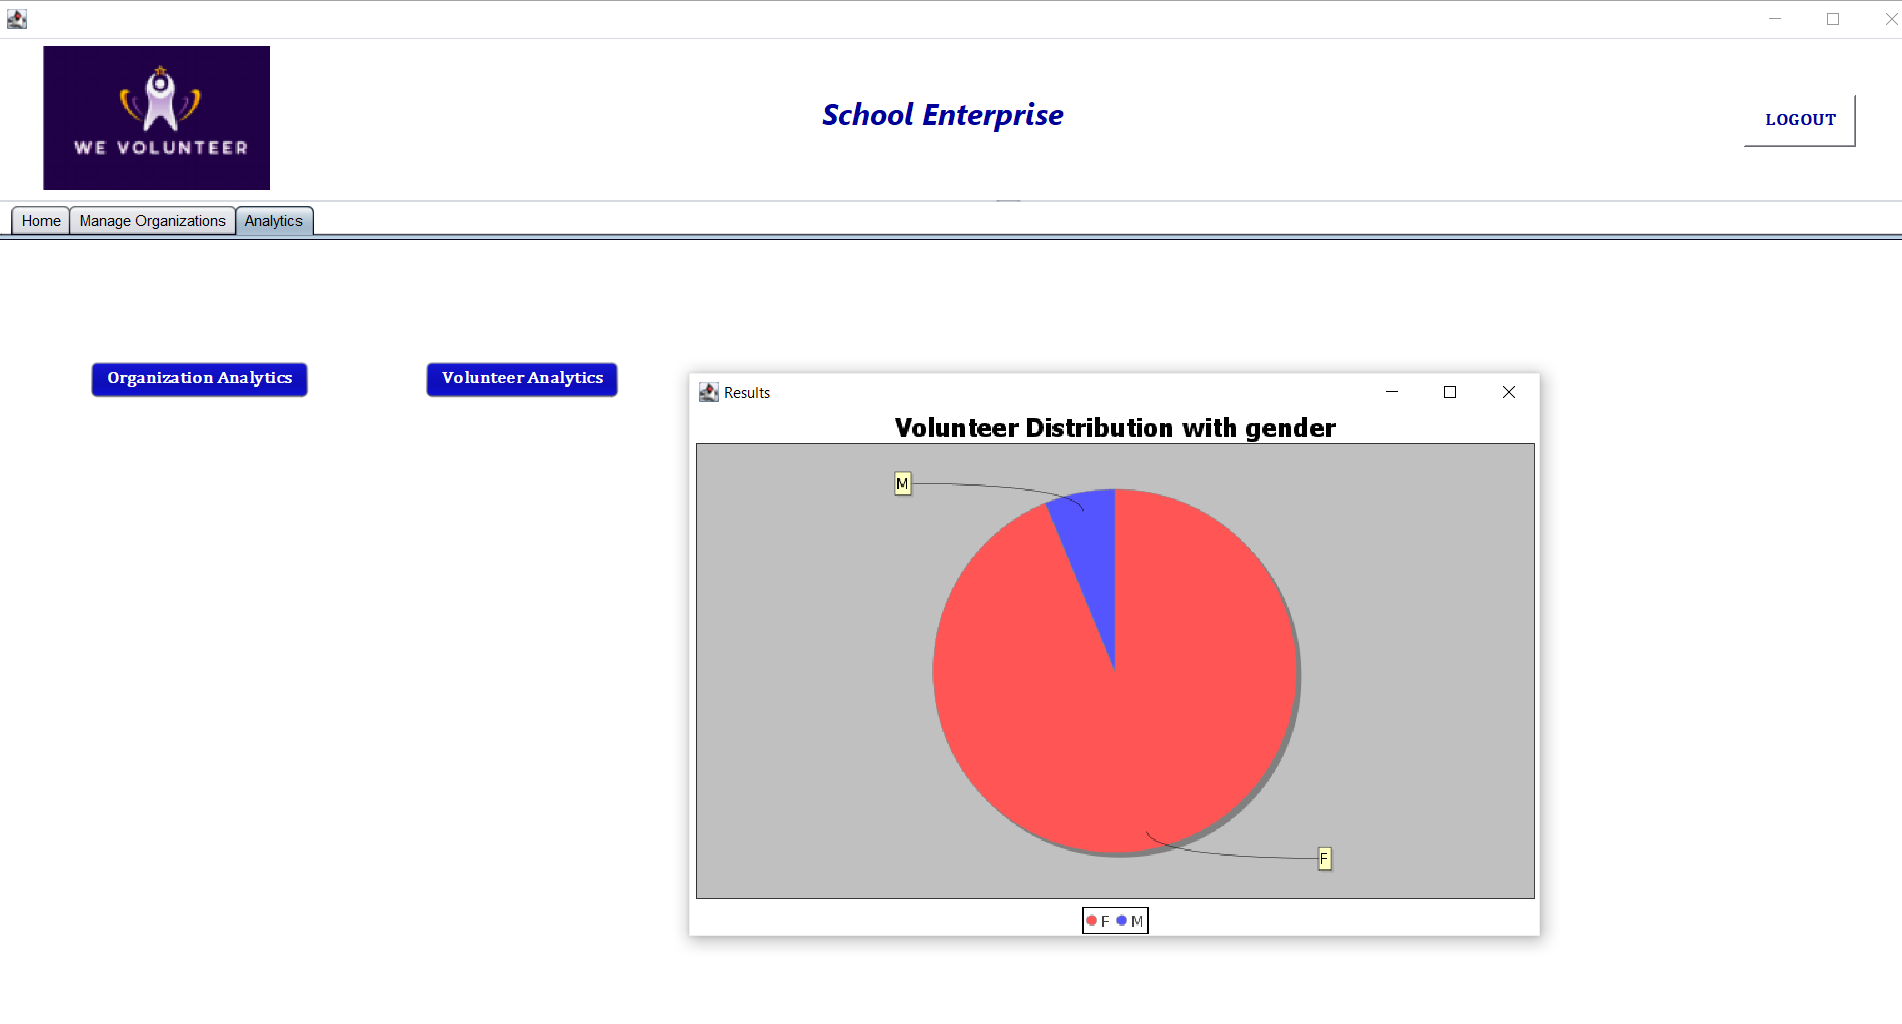 WE VOLUNTEER
School Enterprise
LOGOUT
Home Manage Organizations Analytics
Organization Analytics Volunteer Analytics
Results
Volunteer Distribution with gender
M
F
F M